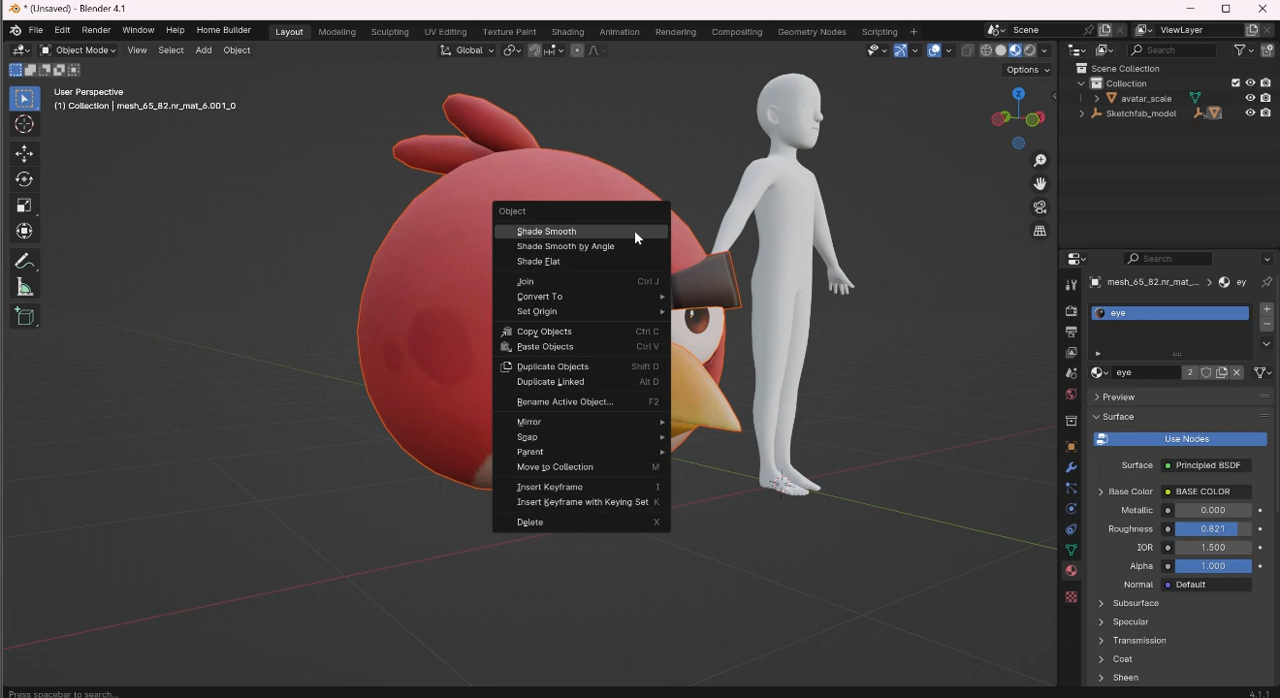 * (Unsaved) - Blender 4.1
File Edit Render Window Help Home Builder Layout Modeling Sculpting UV Editing Texture Paint Shading Animation Rendering Compositing Geometry Nodes Scripting + Scene ViewLayer
Object Mode View Select Add Object Global Search
Options
User Perspective
(1) Collection | mesh_65_82.nr_mat_6.001_0
Scene Collection
Collection
avatar_scale
Sketchfab_model
Z
Object
Shade Smooth
Shade Smooth by Angle
Shade Flat
Join Ctrl J
Convert To
Set Origin
Copy Objects Ctrl C
Paste Objects Ctrl V
Duplicate Objects Shift D
Duplicate Linked Alt D
Rename Active Object... F2
Mirror
Snap
Parent
Move to Collection M
Insert Keyframe I
Insert Keyframe with Keying Set K
Delete X
Search
mesh_65_82.nr_mat_... > ey
eye
eye 2
Preview
Surface
Use Nodes
Surface Principled BSDF
Base Color BASE COLOR
Metallic 0.000
Roughness 0.821
IOR 1.500
Alpha 1.000
Normal Default
Subsurface
Specular
Transmission
Coat
Sheen
Press spacebar to search...
4.1.1